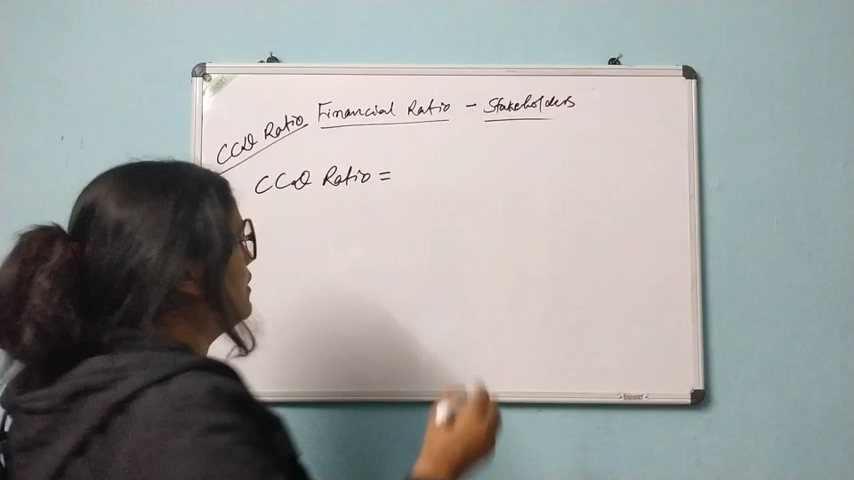 CCD Ratio Financial Ratio - Stakeholders
CCD Ratio =